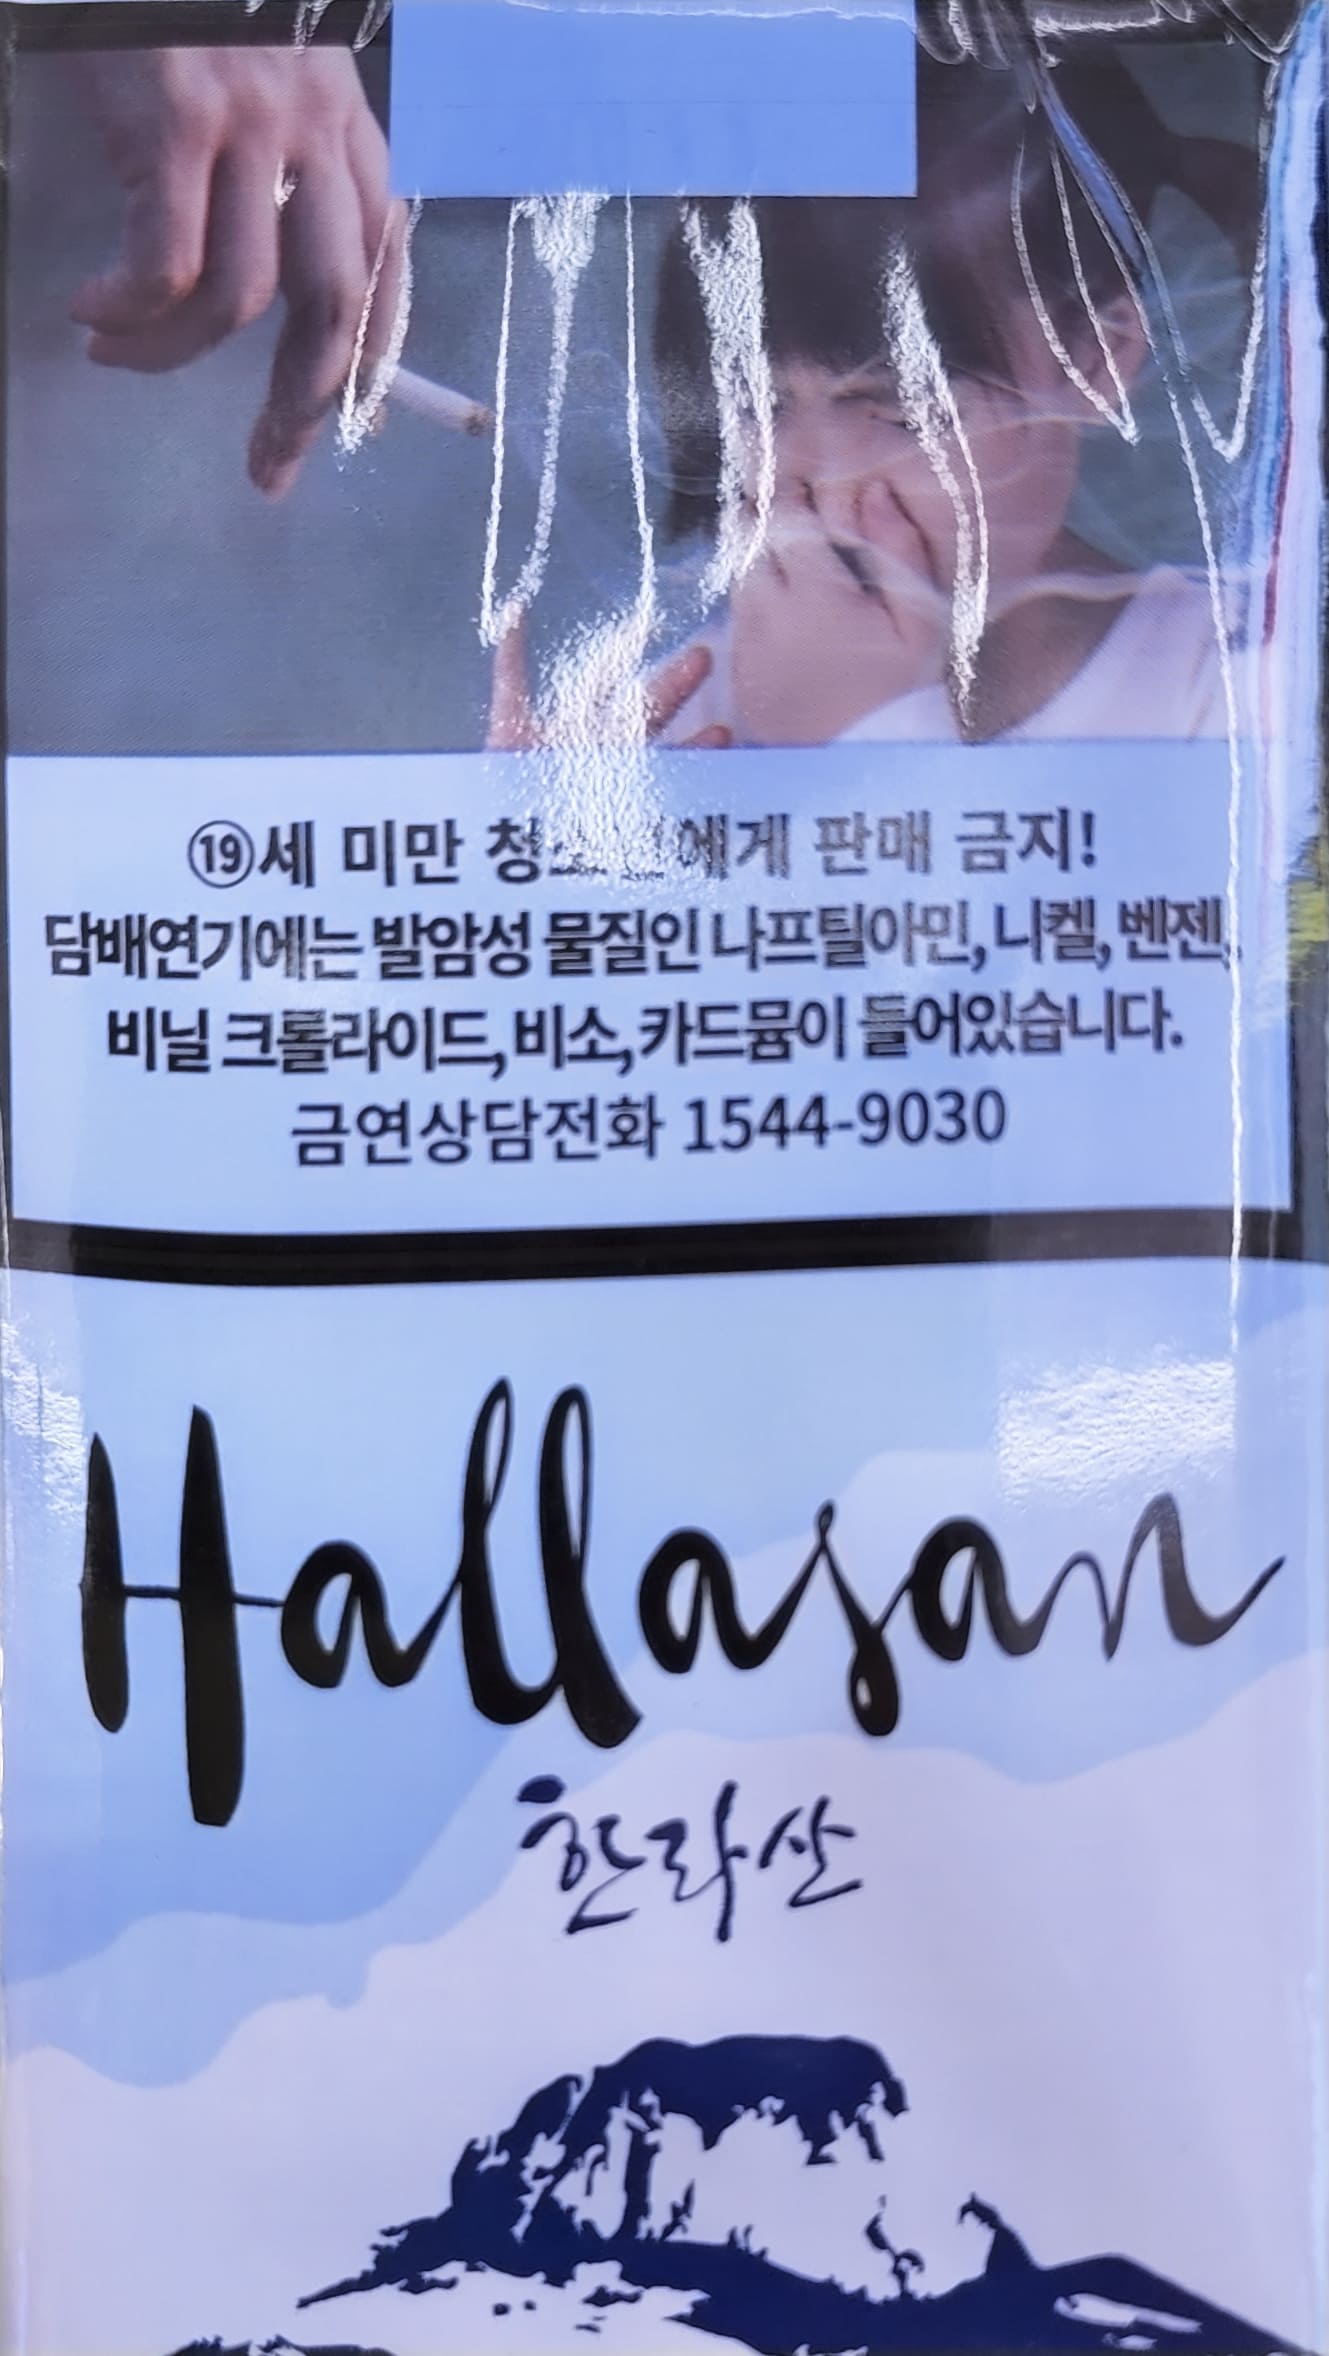 ⑲세 미만 에게 판매 금지!
담배연기에는 발암성 물질인 나프틸아민, 니켈, 벤젠,
비닐 크롤라이드, 비소, 카드뮴이 들어있습니다.
금연상담전화 1544-9030
Hallasan
한라산